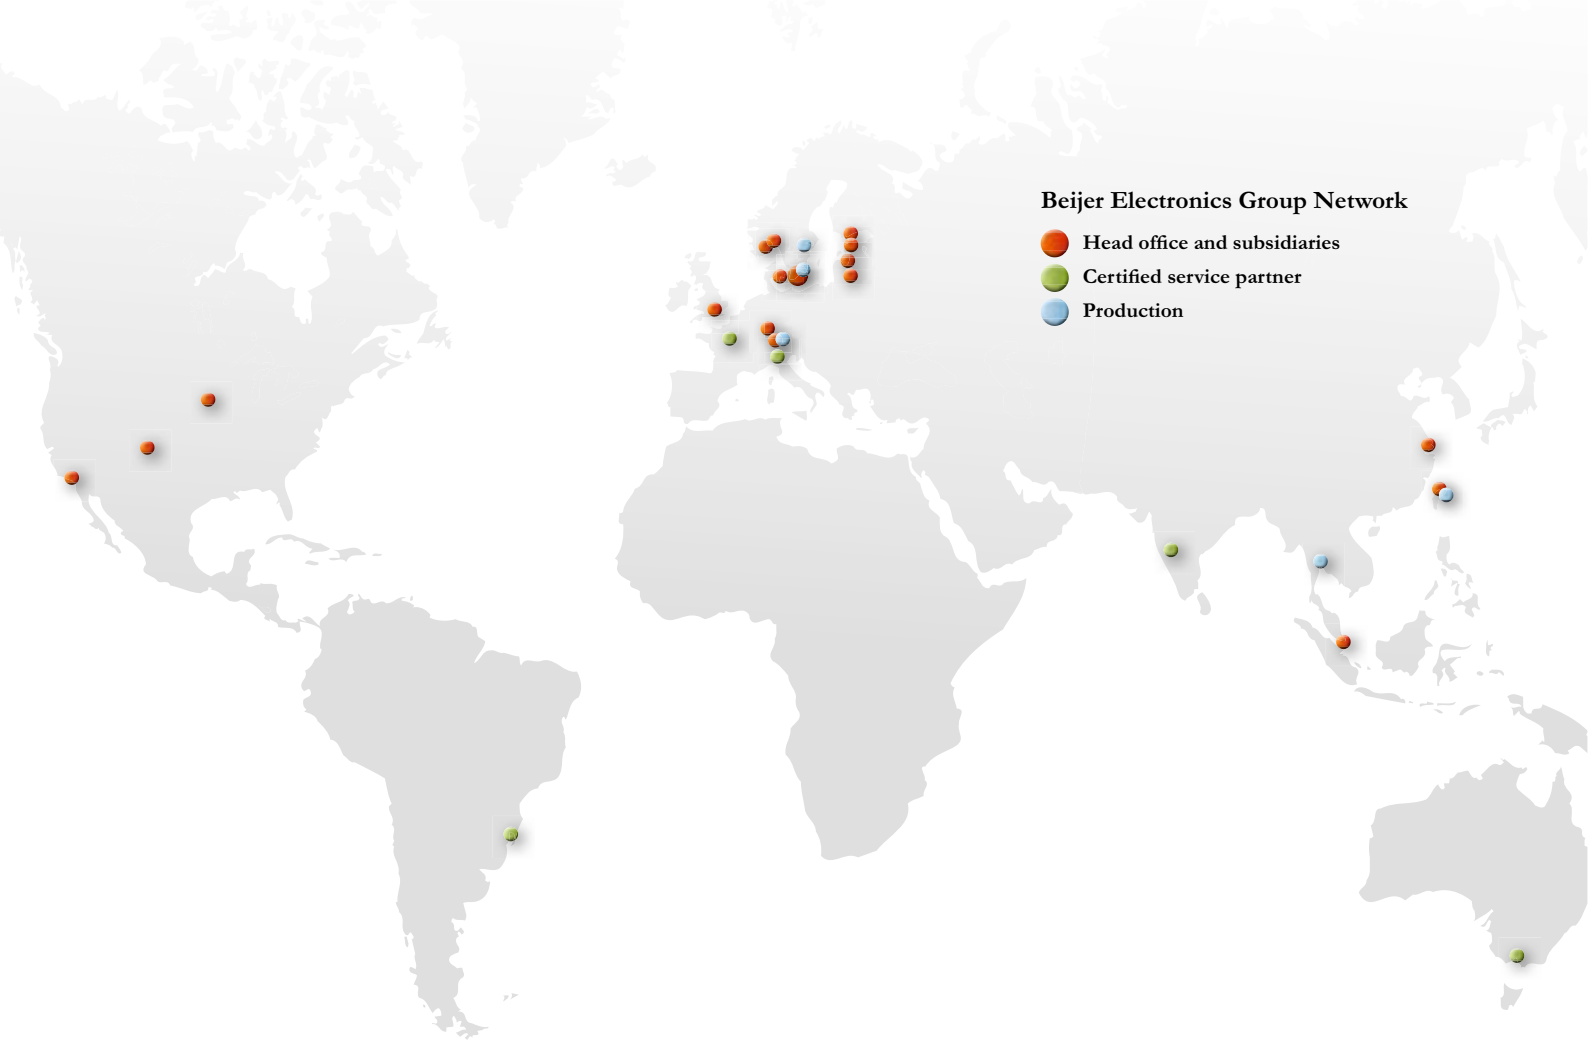 Beijer Electronics Group Network
Head office and subsidiaries
Certified service partner
Production